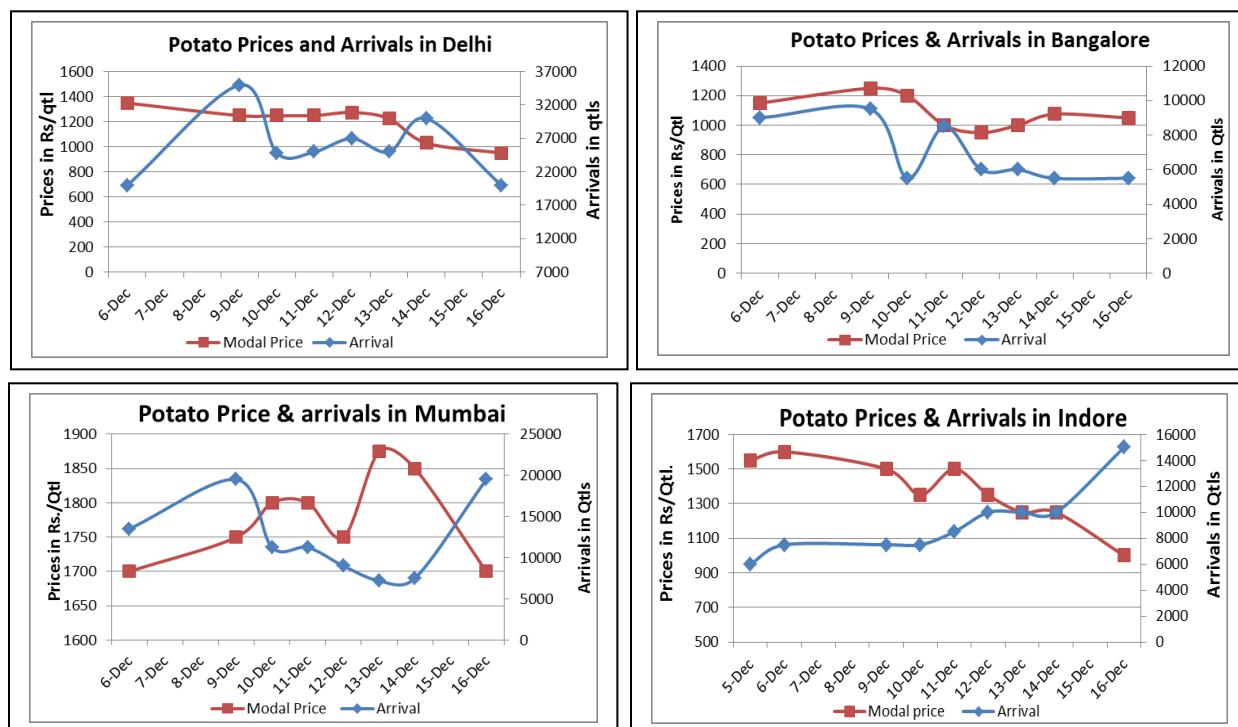 Potato Prices and Arrivals in Delhi
Prices in Rs/qtl
1600
1400
1200
1000
800
600
400
200
0
37000
32000
27000
22000
17000
12000
7000
Arrivals in qtls
6-Dec
7-Dec
8-Dec
9-Dec
10-Dec
11-Dec
12-Dec
13-Dec
14-Dec
15-Dec
16-Dec
Modal Price
Arrival
Potato Prices & Arrivals in Bangalore
Prices in Rs/Qtl
1400
1200
1000
800
600
400
200
0
12000
10000
8000
6000
4000
2000
0
Arrivals in Qtls
6-Dec
7-Dec
8-Dec
9-Dec
10-Dec
11-Dec
12-Dec
13-Dec
14-Dec
15-Dec
16-Dec
Modal Price
Arrival
Potato Price & arrivals in Mumbai
Prices in Rs./Qtl
1900
1850
1800
1750
1700
1650
1600
25000
20000
15000
10000
5000
0
Arrivals in Qtls
6-Dec
7-Dec
8-Dec
9-Dec
10-Dec
11-Dec
12-Dec
13-Dec
14-Dec
15-Dec
16-Dec
Modal Price
Arrival
Potato Prices & Arrivals in Indore
Prices in Rs/Qtl.
1700
1500
1300
1100
900
700
500
16000
14000
12000
10000
8000
6000
4000
2000
0
Arrivals in Qtls
5-Dec
6-Dec
7-Dec
8-Dec
9-Dec
10-Dec
11-Dec
12-Dec
13-Dec
14-Dec
15-Dec
16-Dec
Modal price
Arrival